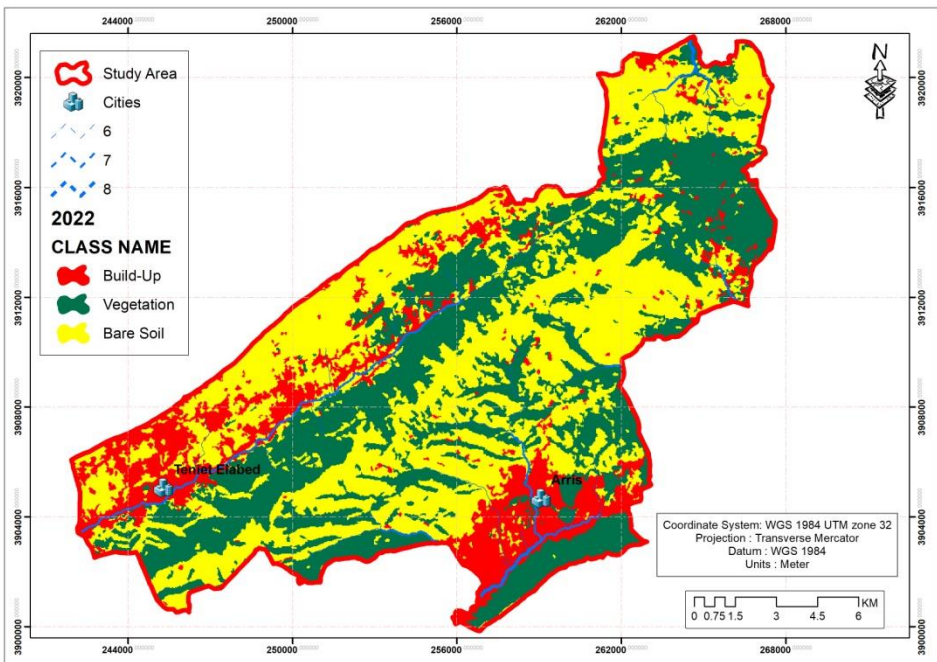 244000 250000 256000 262000 268000
Study Area
Cities
6
7
8
2022
CLASS NAME
Build-Up
Vegetation
Bare Soil
N
3920000
3916000
3912000
3908000
3904000
3900000
3920000
3916000
3912000
3908000
3904000
3900000
Teniet Elabed
Arris
Coordinate System: WGS 1984 UTM zone 32
Projection : Transverse Mercator
Datum : WGS 1984
Units : Meter
KM
0 0.75 1.5 3 4.5 6
244000 250000 256000 262000 268000